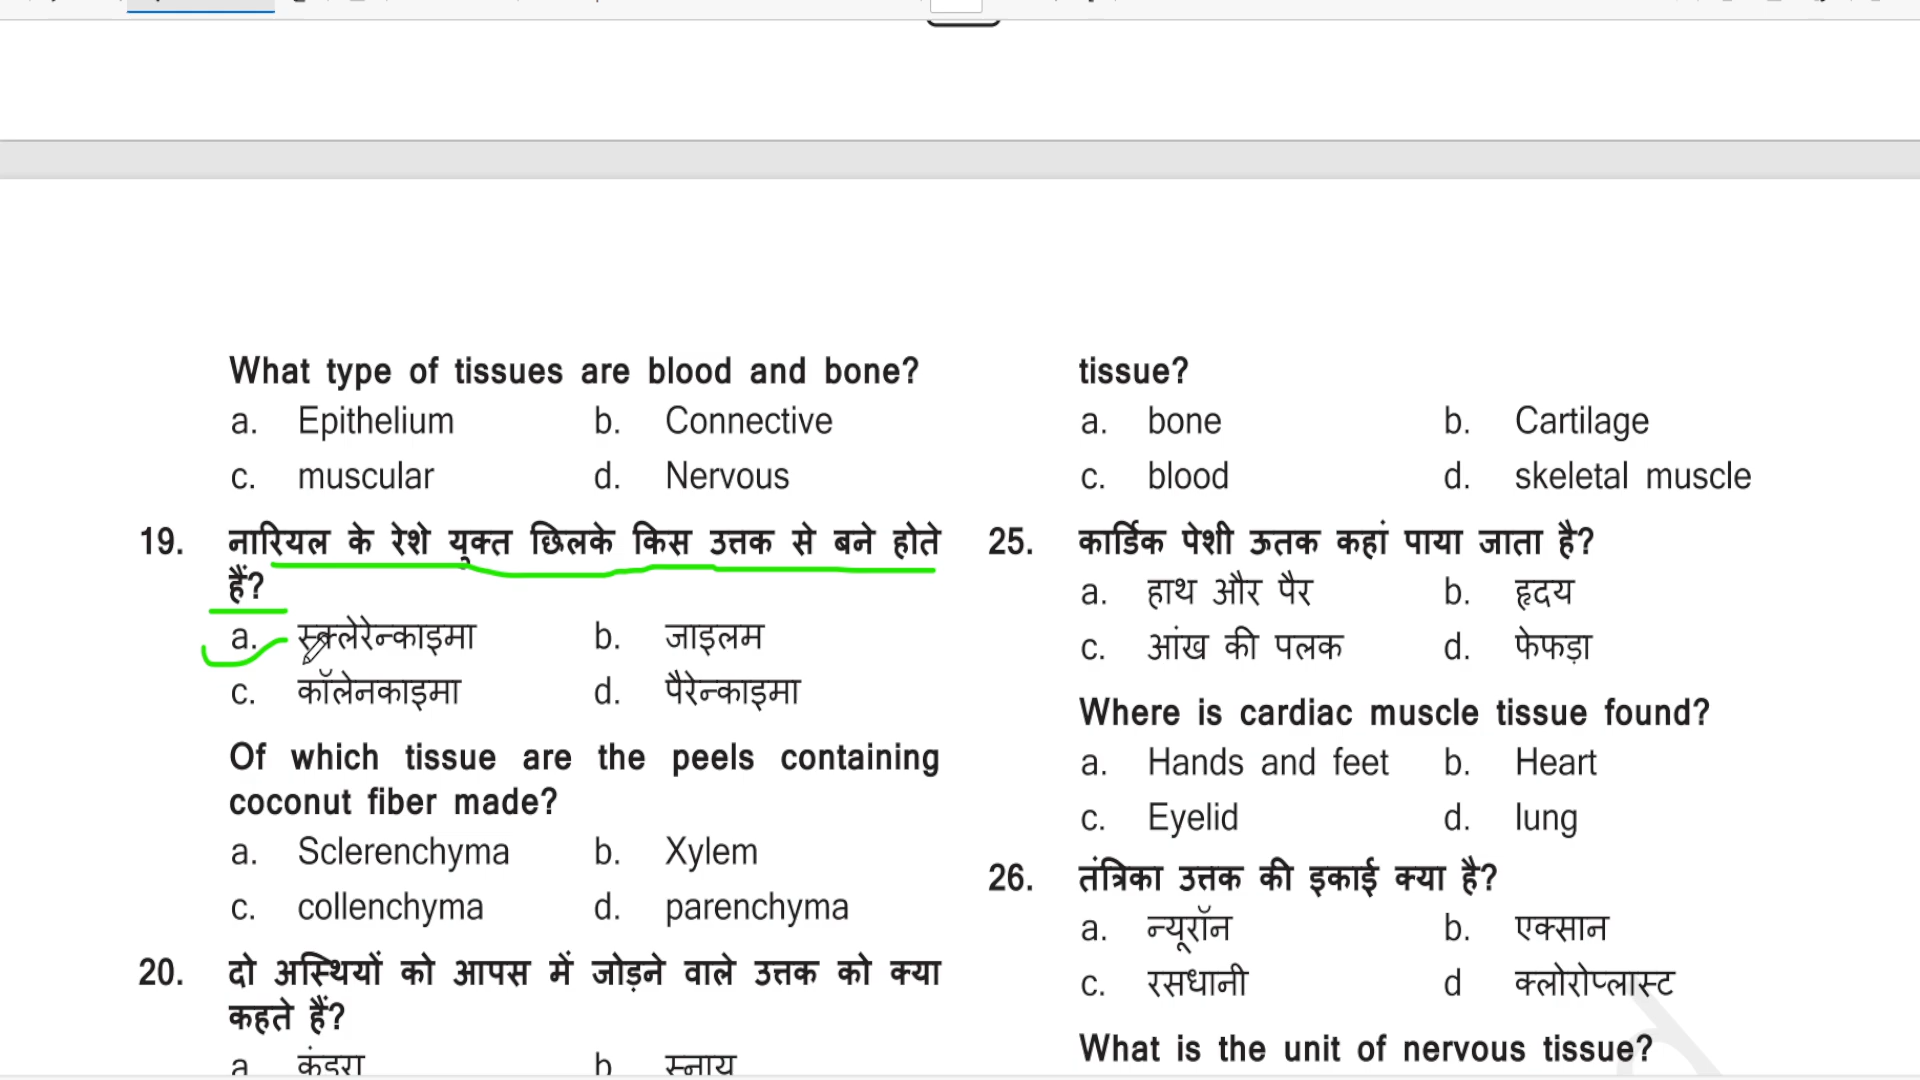 What type of tissues are blood and bone?
a. Epithelium b. Connective
c. muscular d. Nervous
19. नारियल के रेशे युक्त छिलके किस उत्तक से बने होते
हैं?
a. स्क्लेरेन्काइमा b. जाइलम
c. कॉलेनकाइमा d. पैरेन्काइमा
Of which tissue are the peels containing
coconut fiber made?
a. Sclerenchyma b. Xylem
c. collenchyma d. parenchyma
20. दो अस्थियों को आपस में जोड़ने वाले उत्तक को क्या
कहते हैं?
a कंडरा b स्नायु
tissue?
a. bone b. Cartilage
c. blood d. skeletal muscle
25. कार्डिक पेशी ऊतक कहां पाया जाता है?
a. हाथ और पैर b. हृदय
c. आंख की पलक d. फेफड़ा
Where is cardiac muscle tissue found?
a. Hands and feet b. Heart
c. Eyelid d. lung
26. तंत्रिका उत्तक की इकाई क्या है?
a. न्यूरॉन b. एक्सान
c. रसधानी d क्लोरोप्लास्ट
What is the unit of nervous tissue?